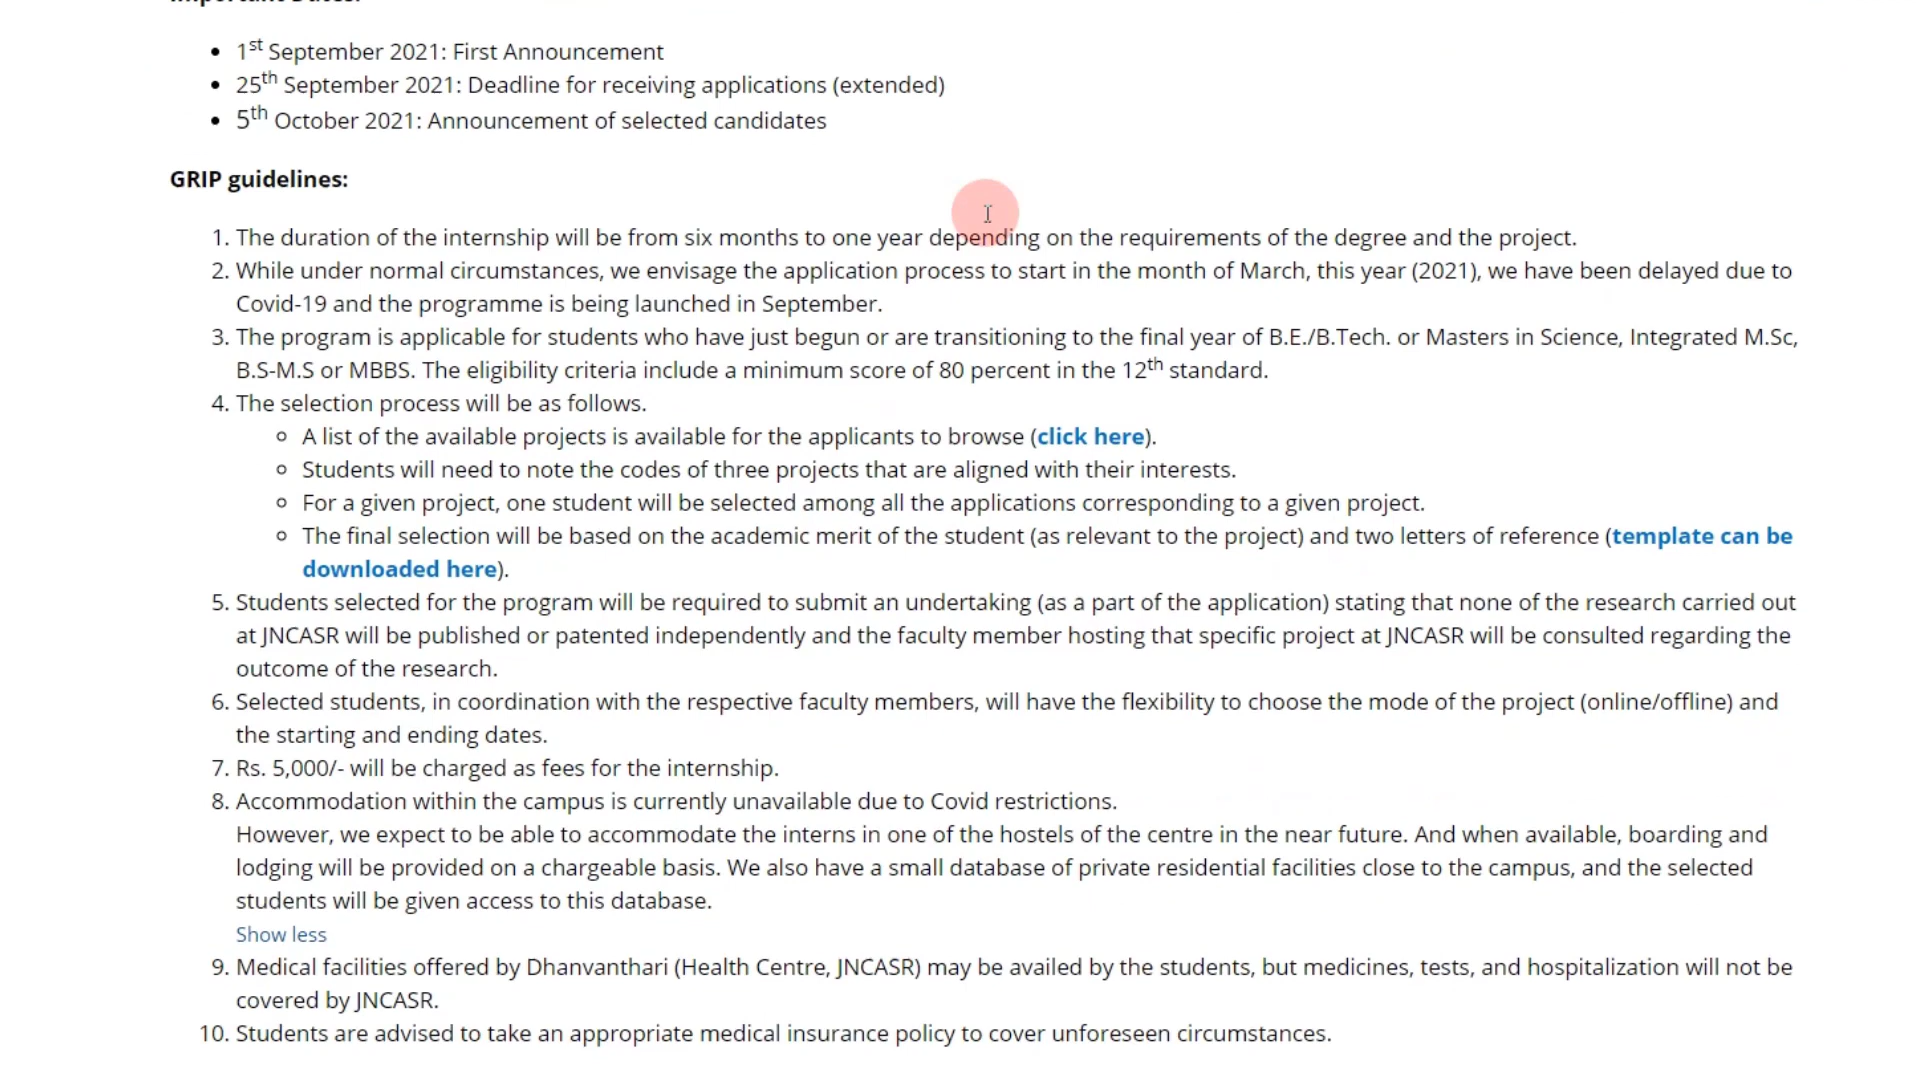 1st September 2021: First Announcement
25th September 2021: Deadline for receiving applications (extended)
5th October 2021: Announcement of selected candidates
GRIP guidelines:
1. The duration of the internship will be from six months to one year depending on the requirements of the degree and the project.
2. While under normal circumstances, we envisage the application process to start in the month of March, this year (2021), we have been delayed due to
Covid-19 and the programme is being launched in September.
3. The program is applicable for students who have just begun or are transitioning to the final year of B.E./B.Tech. or Masters in Science, Integrated M.Sc,
B.S-M.S or MBBS. The eligibility criteria include a minimum score of 80 percent in the 12th standard.
4. The selection process will be as follows.
A list of the available projects is available for the applicants to browse (click here).
Students will need to note the codes of three projects that are aligned with their interests.
For a given project, one student will be selected among all the applications corresponding to a given project.
The final selection will be based on the academic merit of the student (as relevant to the project) and two letters of reference (template can be
downloaded here).
5. Students selected for the program will be required to submit an undertaking (as a part of the application) stating that none of the research carried out
at JNCASR will be published or patented independently and the faculty member hosting that specific project at JNCASR will be consulted regarding the
outcome of the research.
6. Selected students, in coordination with the respective faculty members, will have the flexibility to choose the mode of the project (online/offline) and
the starting and ending dates.
7. Rs. 5,000/- will be charged as fees for the internship.
8. Accommodation within the campus is currently unavailable due to Covid restrictions.
However, we expect to be able to accommodate the interns in one of the hostels of the centre in the near future. And when available, boarding and
lodging will be provided on a chargeable basis. We also have a small database of private residential facilities close to the campus, and the selected
students will be given access to this database.
Show less
9. Medical facilities offered by Dhanvanthari (Health Centre, JNCASR) may be availed by the students, but medicines, tests, and hospitalization will not be
covered by JNCASR.
10. Students are advised to take an appropriate medical insurance policy to cover unforeseen circumstances.